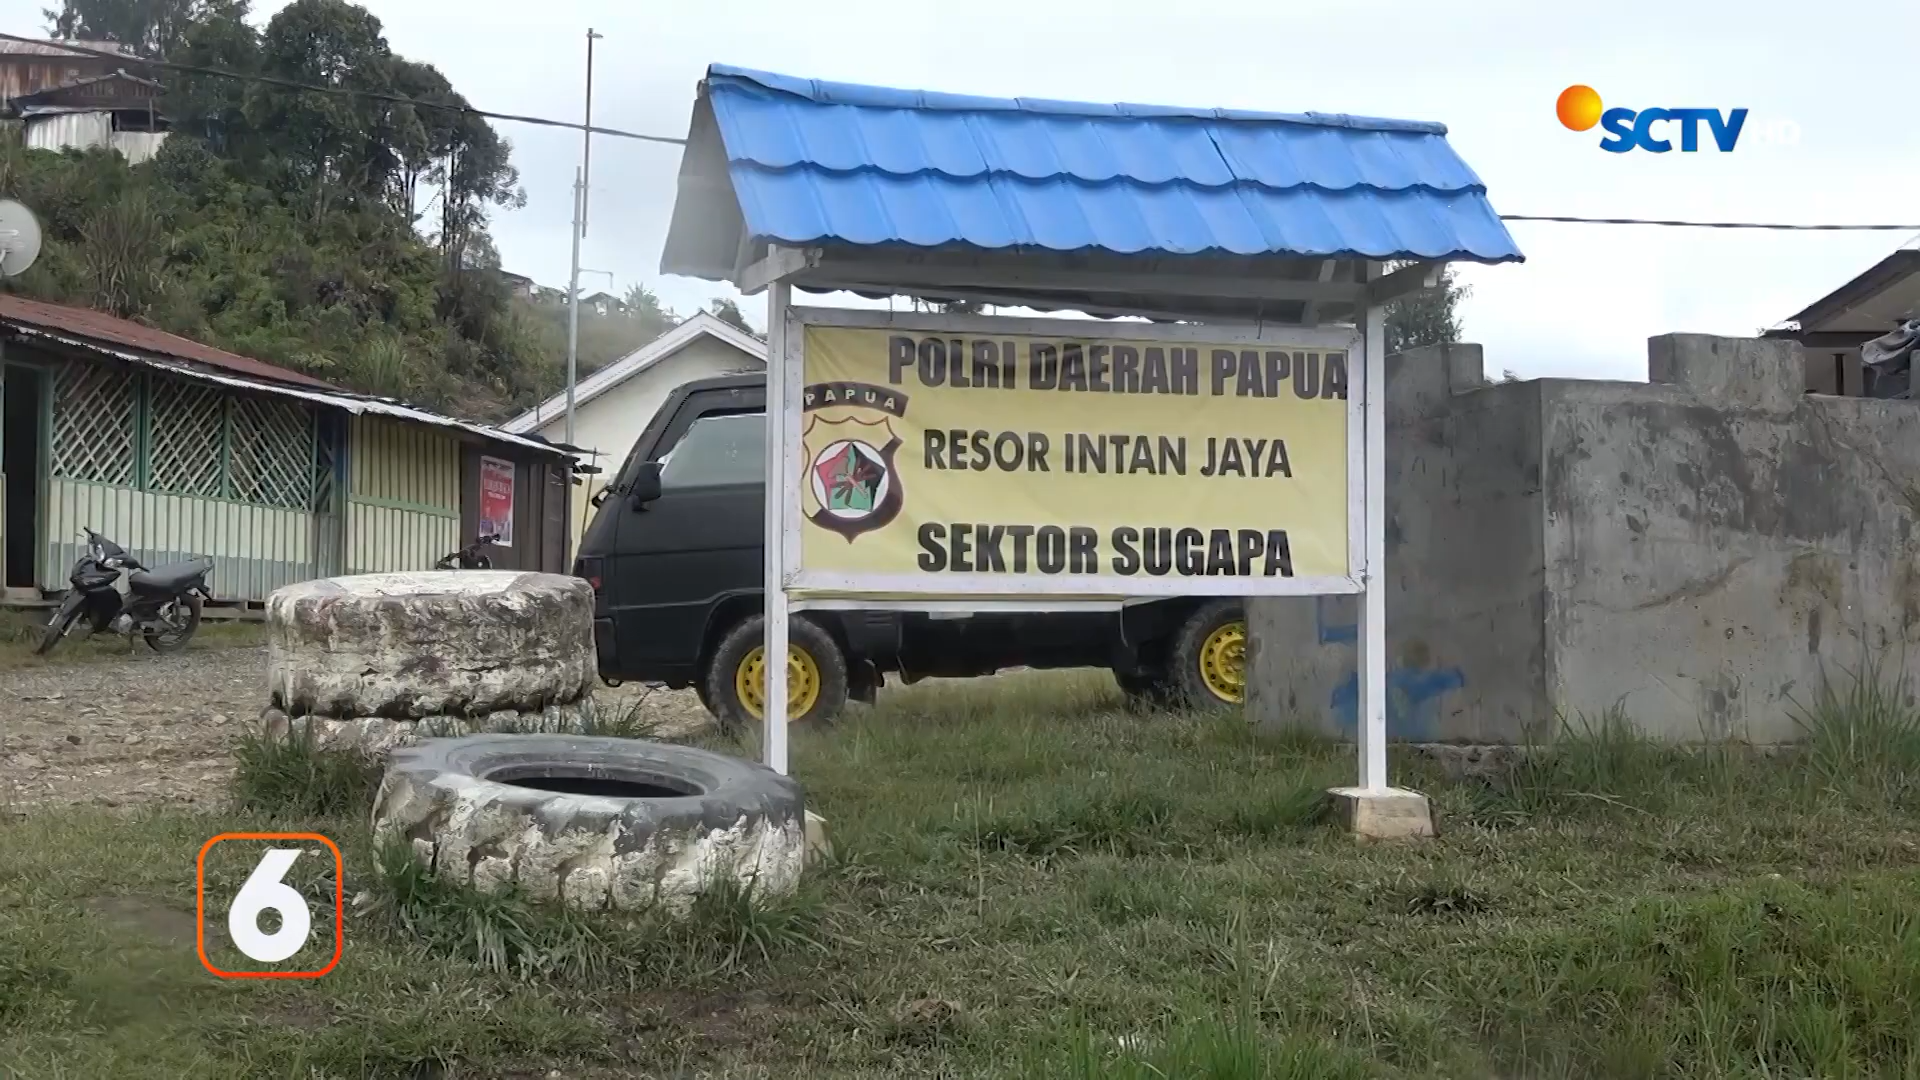 SCTV HD
POLRI DAERAH PAPUA
PAPUA
RESOR INTAN JAYA
SEKTOR SUGAPA
6